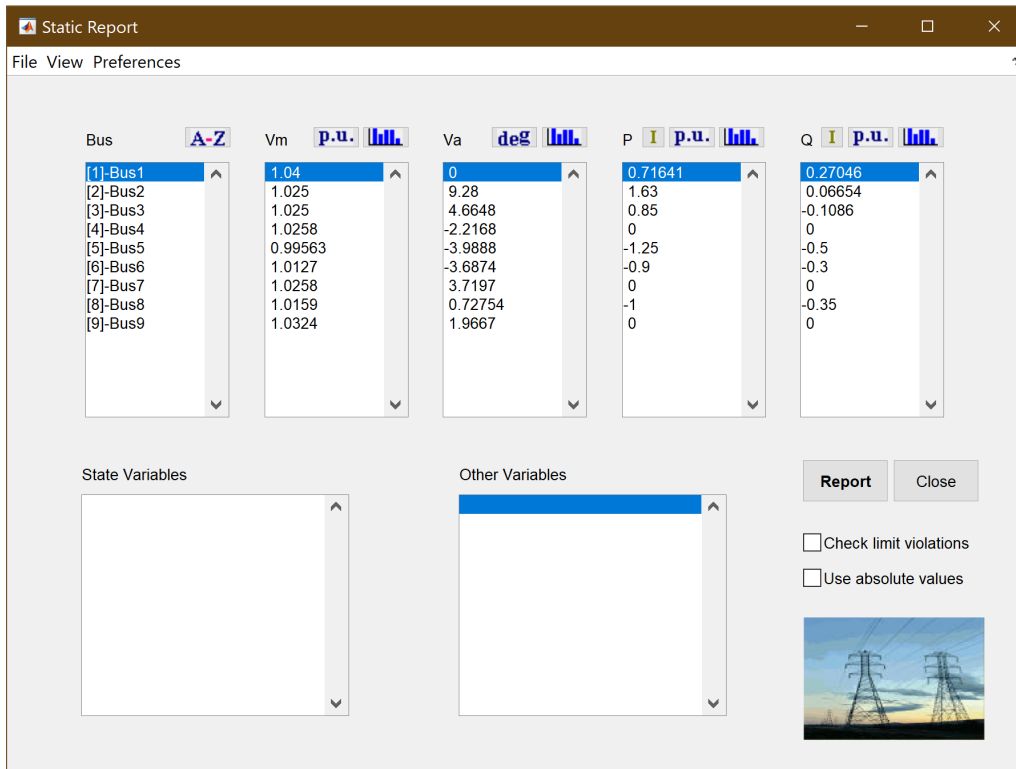 Static Report
File View Preferences
Bus A-Z Vm p.u. Va deg P I p.u. Q I p.u.
[1]-Bus1 1.04 0 0.71641 0.27046
[2]-Bus2 1.025 9.28 1.63 0.06654
[3]-Bus3 1.025 4.6648 0.85 -0.1086
[4]-Bus4 1.0258 -2.2168 0 0
[5]-Bus5 0.99563 -3.9888 -1.25 -0.5
[6]-Bus6 1.0127 -3.6874 -0.9 -0.3
[7]-Bus7 1.0258 3.7197 0 0
[8]-Bus8 1.0159 0.72754 -1 -0.35
[9]-Bus9 1.0324 1.9667 0 0
State Variables Other Variables
Report Close
Check limit violations
Use absolute values